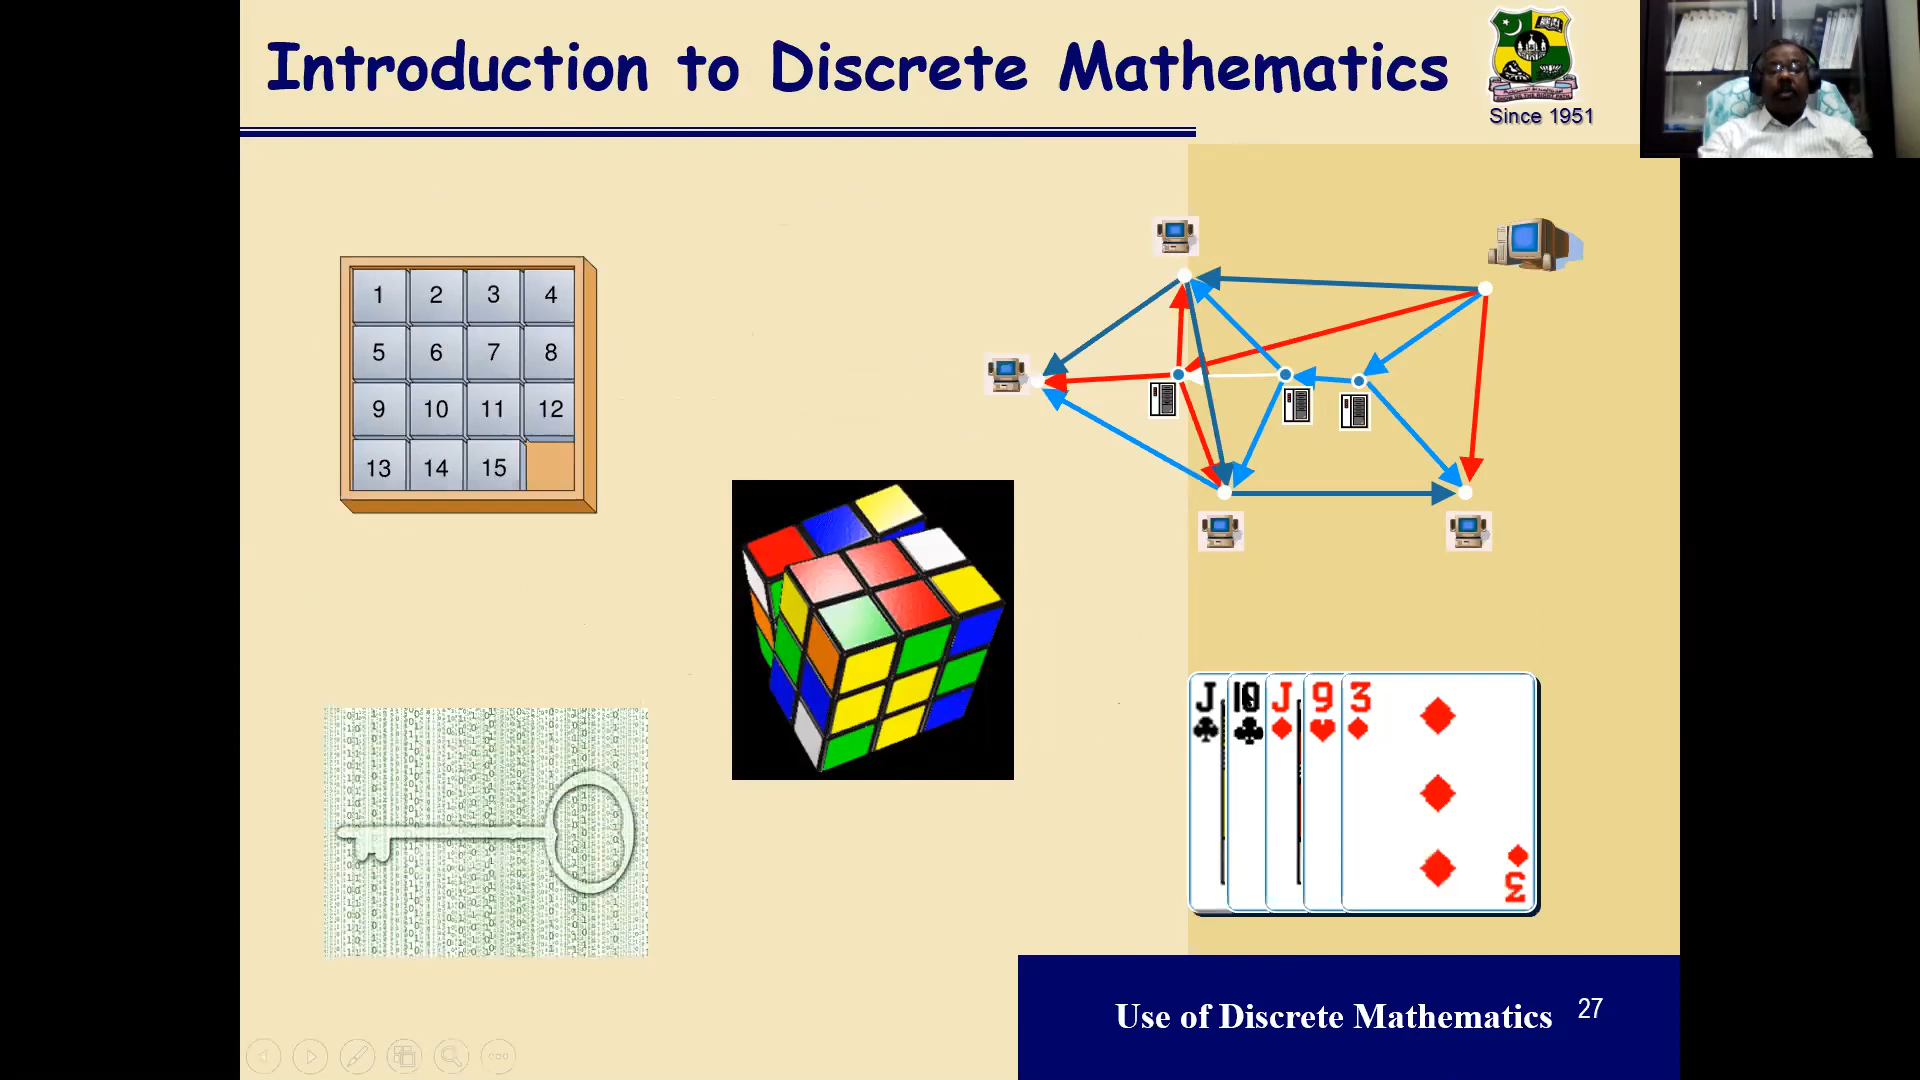 Introduction to Discrete Mathematics
Since 1951
1 2 3 4
5 6 7 8
9 10 11 12
13 14 15
J 10 J 9 3
3
Use of Discrete Mathematics 27